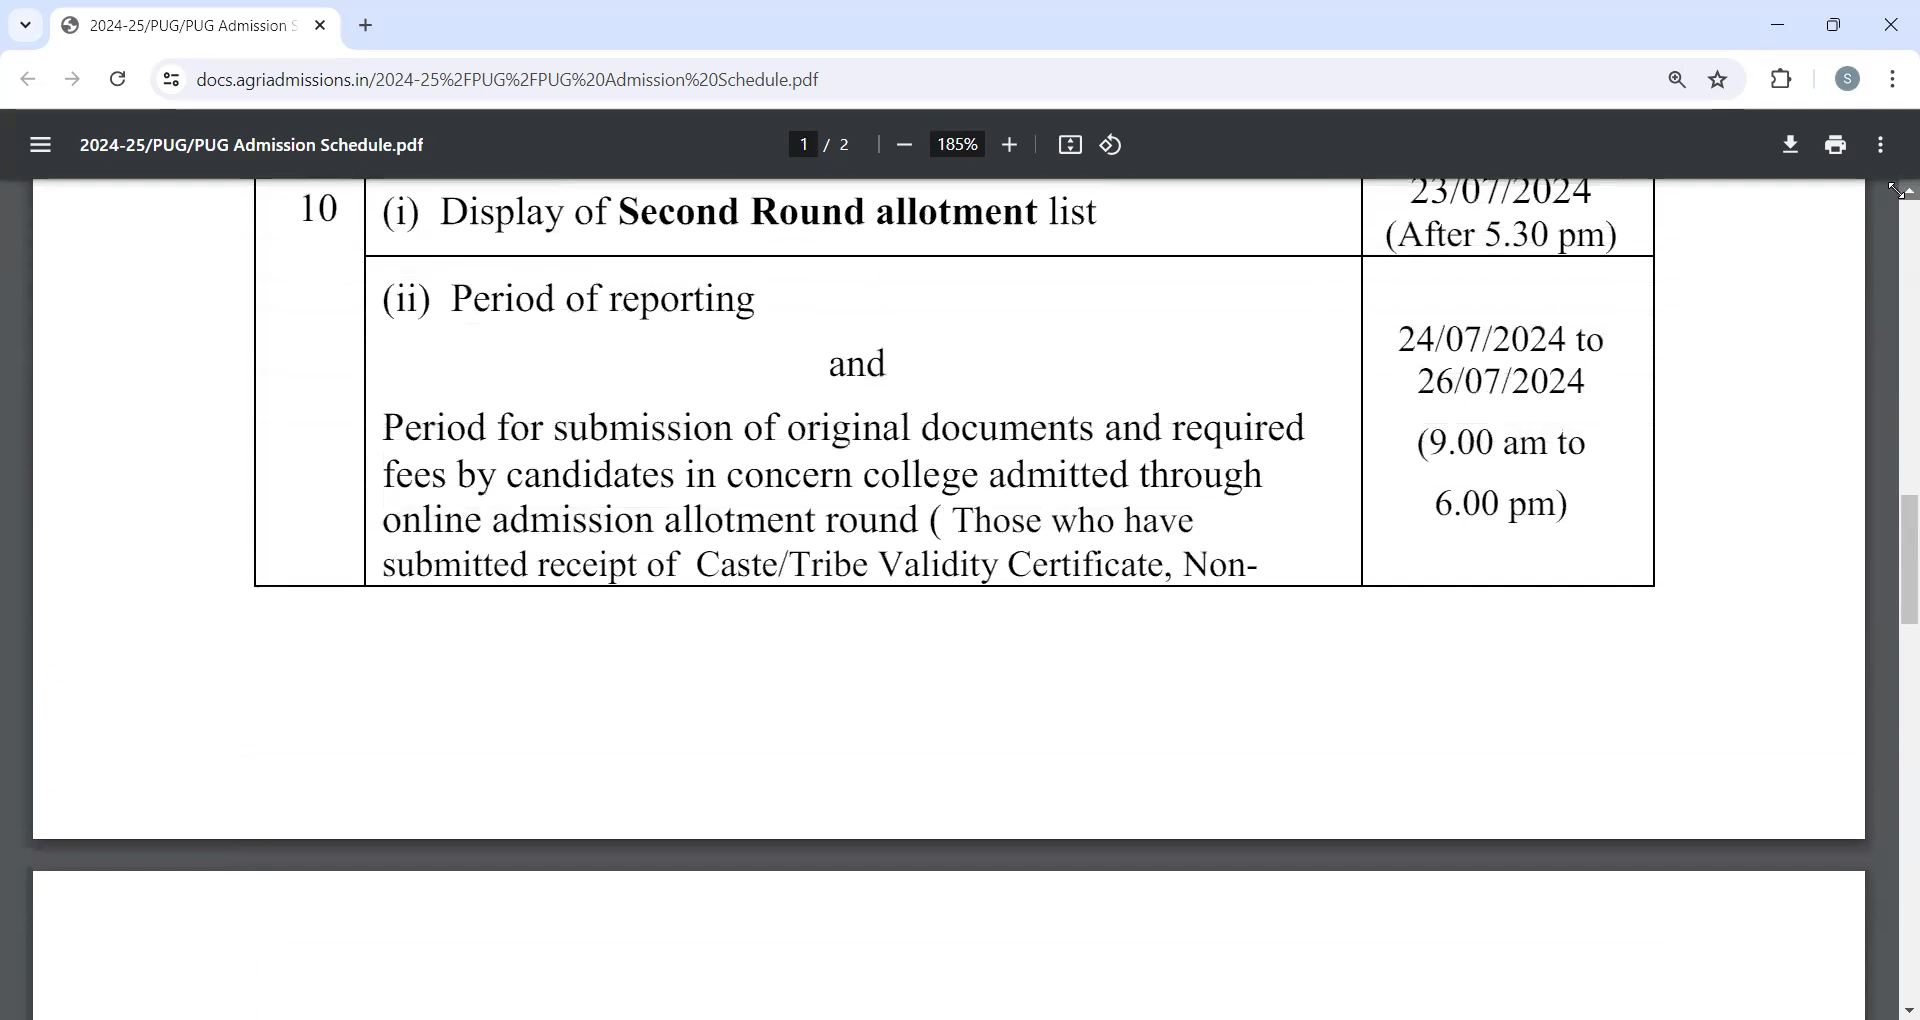 2024-25/PUG/PUG Admission S
docs.agriadmissions.in/2024-25%2FPUG%2FPUG%20Admission%20Schedule.pdf
S
2024-25/PUG/PUG Admission Schedule.pdf
1 / 2
185%
10
(i) Display of Second Round allotment list
23/07/2024
(After 5.30 pm)
(ii) Period of reporting
and
Period for submission of original documents and required
fees by candidates in concern college admitted through
online admission allotment round ( Those who have
submitted receipt of Caste/Tribe Validity Certificate, Non-
24/07/2024 to
26/07/2024
(9.00 am to
6.00 pm)